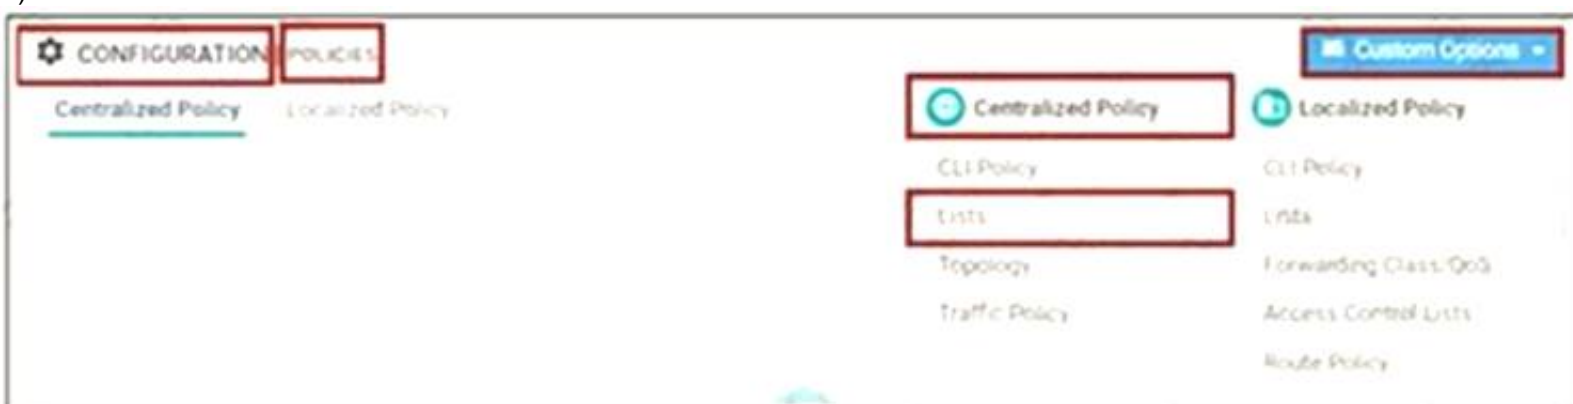 CONFIGURATION POLICIES
Custom Options
Centralized Policy Localized Policy
Centralized Policy
CLI Policy
Lists
Topology
Traffic Policy
Localized Policy
CLI Policy
Lists
Forwarding Class/QoS
Access Control Lists
Route Policy